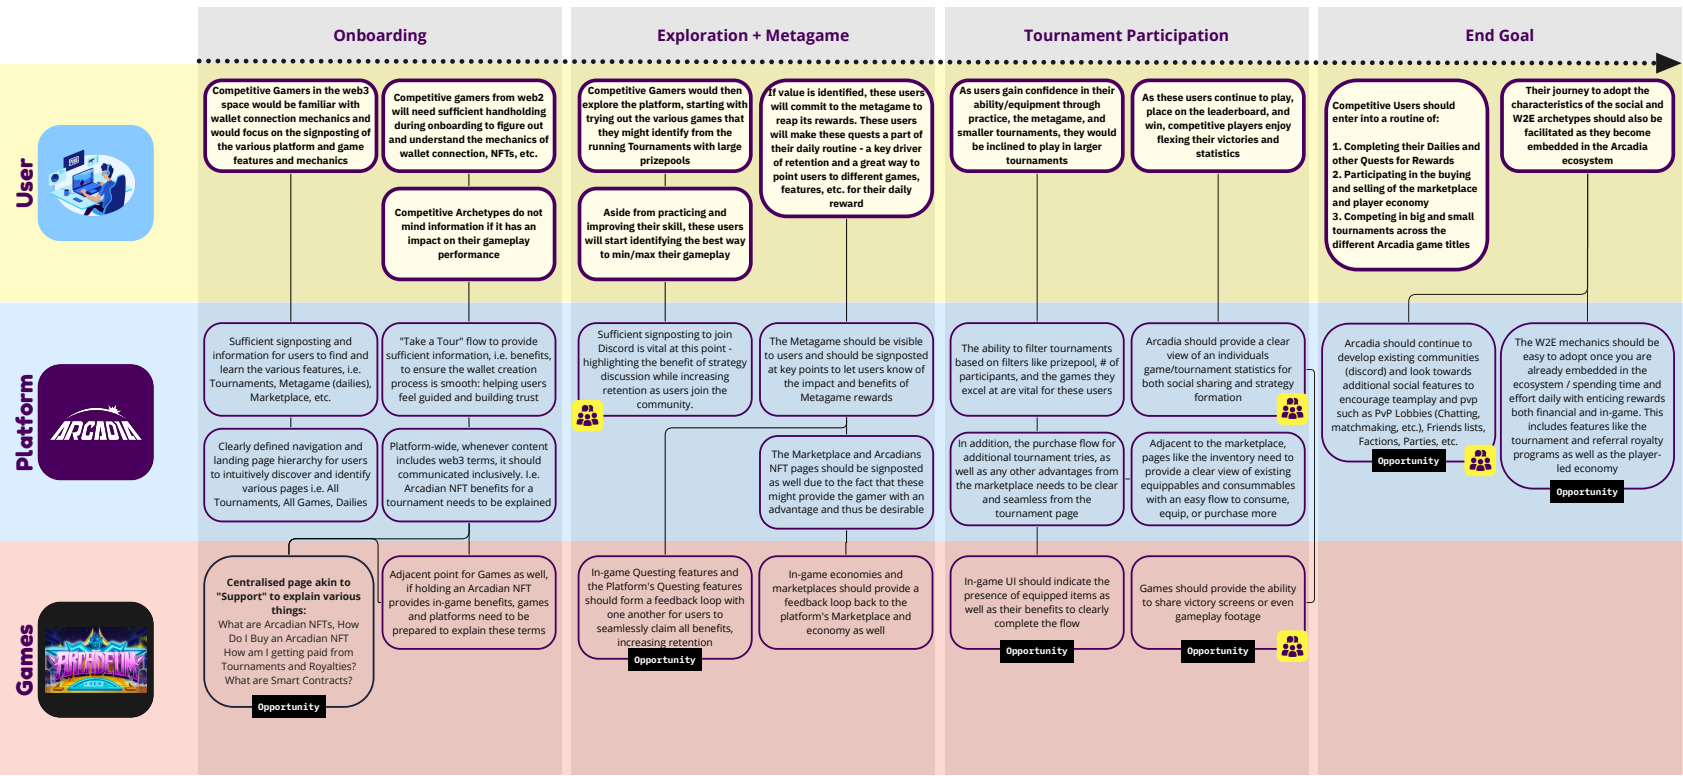 Onboarding
Exploration + Metagame
Tournament Participation
End Goal
User
Competitive Gamers in the web3
space would be familiar with
wallet connection mechanics and
would focus on the signposting of
the various platform and game
features and mechanics
Competitive gamers from web2
will need sufficient handholding
during onboarding to figure out
and understand the mechanics of
wallet connection, NFTs, etc.
Competitive Archetypes do not
mind information if it has an
impact on their gameplay
performance
Competitive Gamers would then
explore the platform, starting with
trying out the various games that
they might identify from the
running Tournaments with large
prizepools
Aside from practicing and
improving their skill, these users
will start identifying the best way
to min/max their gameplay
If value is identified, these users
will commit to the metagame to
reap its rewards. These users
will make these quests a part of
their daily routine - a key driver
of retention and a great way to
point users to different games,
features, etc. for their daily
reward
As users gain confidence in their
ability/equipment through
practice, the metagame, and
smaller tournaments, they would
be inclined to play in larger
tournaments
As these users continue to play,
place on the leaderboard, and
win, competitive players enjoy
flexing their victories and
statistics
Competitive Users should
enter into a routine of:
1. Completing their Dailies and
other Quests for Rewards
2. Participating in the buying
and selling of the marketplace
and player economy
3. Competing in big and small
tournaments across the
different Arcadia game titles
Their journey to adopt the
characteristics of the social and
W2E archetypes should also be
facilitated as they become
embedded in the Arcadia
ecosystem
Platform
ARCADIA
Sufficient signposting and
information for users to find and
learn the various features, i.e.
Tournaments, Metagame (dailies),
Marketplace, etc.
Clearly defined navigation and
landing page hierarchy for users
to intuitively discover and identify
various pages i.e. All
Tournaments, All Games, Dailies
"Take a Tour" flow to provide
sufficient information, i.e. benefits,
to ensure the wallet creation
process is smooth: helping users
feel guided and building trust
Platform-wide, whenever content
includes web3 terms, it should
communicated inclusively. I.e.
Arcadian NFT benefits for a
tournament needs to be explained
Sufficient signposting to join
Discord is vital at this point -
highlighting the benefit of strategy
discussion while increasing
retention as users join the
community.
The Metagame should be visible
to users and should be signposted
at key points to let users know of
the impact and benefits of
Metagame rewards
The Marketplace and Arcadians
NFT pages should be signposted
as well due to the fact that these
might provide the gamer with an
advantage and thus be desirable
The ability to filter tournaments
based on filters like prizepool, # of
participants, and the games they
excel at are vital for these users
In addition, the purchase flow for
additional tournament tries, as
well as any other advantages from
the marketplace needs to be clear
and seamless from the
tournament page
Arcadia should provide a clear
view of an individuals
game/tournament statistics for
both social sharing and strategy
formation
Adjacent to the marketplace,
pages like the inventory need to
provide a clear view of existing
equippables and consummables
with an easy flow to consume,
equip, or purchase more
Arcadia should continue to
develop existing communities
(discord) and look towards
additional social features to
encourage teamplay and pvp
such as PvP Lobbies (Chatting,
matchmaking, etc.), Friends lists,
Factions, Parties, etc.
Opportunity
The W2E mechanics should be
easy to adopt once you are
already embedded in the
ecosystem / spending time and
effort daily with enticing rewards
both financial and in-game. This
includes features like the
tournament and referral royalty
programs as well as the player-
led economy
Opportunity
Games
ARCADEUM
Centralised page akin to
"Support" to explain various
things:
What are Arcadian NFTs, How
Do I Buy an Arcadian NFT
How am I getting paid from
Tournaments and Royalties?
What are Smart Contracts?
Opportunity
Adjacent point for Games as well,
if holding an Arcadian NFT
provides in-game benefits, games
and platforms need to be
prepared to explain these terms
In-game Questing features and
the Platform's Questing features
should form a feedback loop with
one another for users to
seamlessly claim all benefits,
increasing retention
Opportunity
In-game economies and
marketplaces should provide a
feedback loop back to the
platform's Marketplace and
economy as well
In-game UI should indicate the
presence of equipped items as
well as their benefits to clearly
complete the flow
Opportunity
Games should provide the ability
to share victory screens or even
gameplay footage
Opportunity